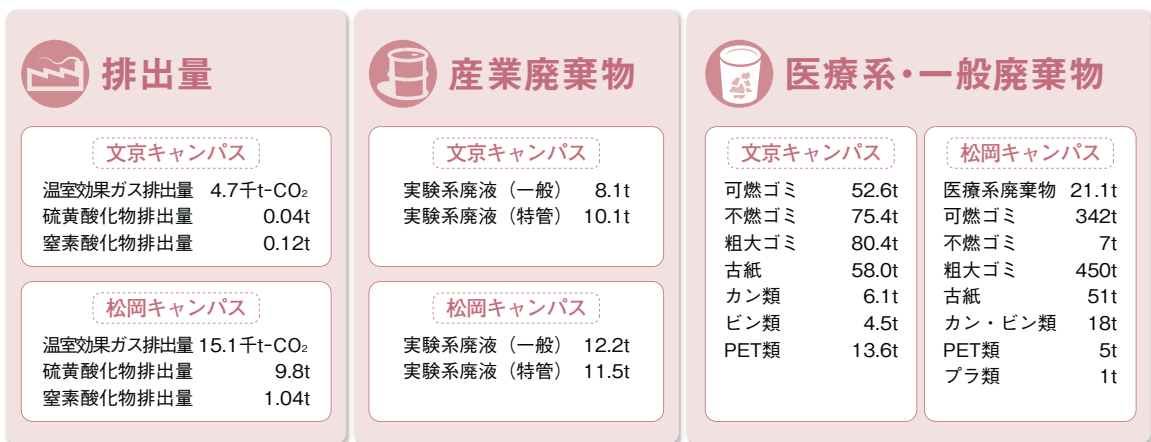 排出量
文京キャンパス
温室効果ガス排出量 4.7千t-CO₂
硫黄酸化物排出量 0.04t
窒素酸化物排出量 0.12t
松岡キャンパス
温室効果ガス排出量 15.1千t-CO₂
硫黄酸化物排出量 9.8t
窒素酸化物排出量 1.04t
産業廃棄物
文京キャンパス
実験系廃液（一般） 8.1t
実験系廃液（特管） 10.1t
松岡キャンパス
実験系廃液（一般） 12.2t
実験系廃液（特管） 11.5t
医療系・一般廃棄物
文京キャンパス
可燃ゴミ 52.6t
不燃ゴミ 75.4t
粗大ゴミ 80.4t
古紙 58.0t
カン類 6.1t
ビン類 4.5t
PET類 13.6t
松岡キャンパス
医療系廃棄物 21.1t
可燃ゴミ 342t
不燃ゴミ 7t
粗大ゴミ 450t
古紙 51t
カン・ビン類 18t
PET類 5t
プラ類 1t